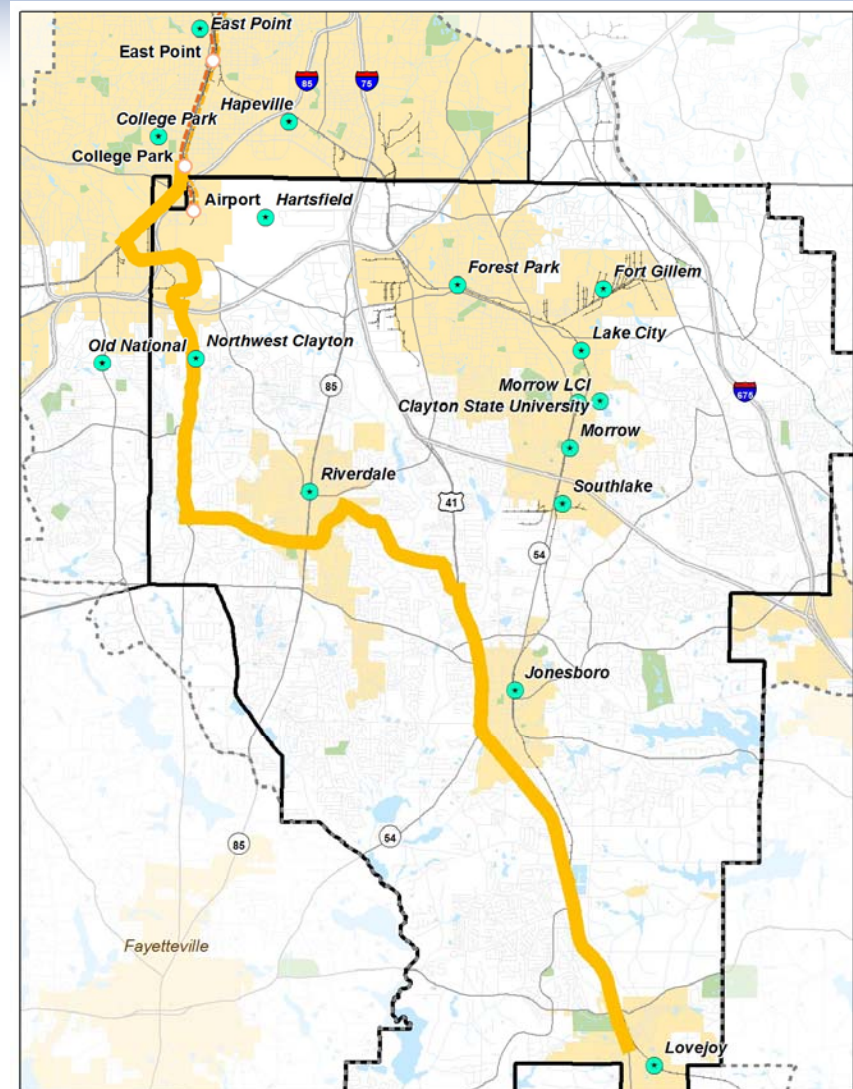 East Point
East Point
85
75
Hapeville
College Park
College Park
Airport
Hartsfield
Forest Park
Fort Gillem
Lake City
Old National
Northwest Clayton
85
Morrow LCI
675
Clayton State University
Morrow
Riverdale
Southlake
41
54
Jonesboro
54
85
Fayetteville
Lovejoy